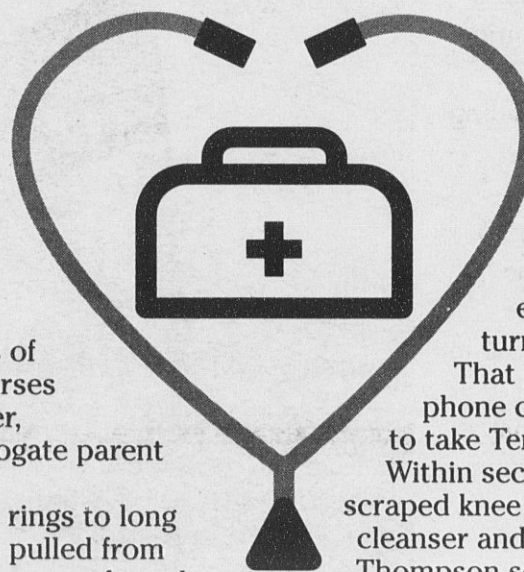 of
rses
er,
ogate parent
rings to long
pulled from
e
turn
That
phone c
to take Ter
Within sec
scraped knee
cleanser and
Thompson s